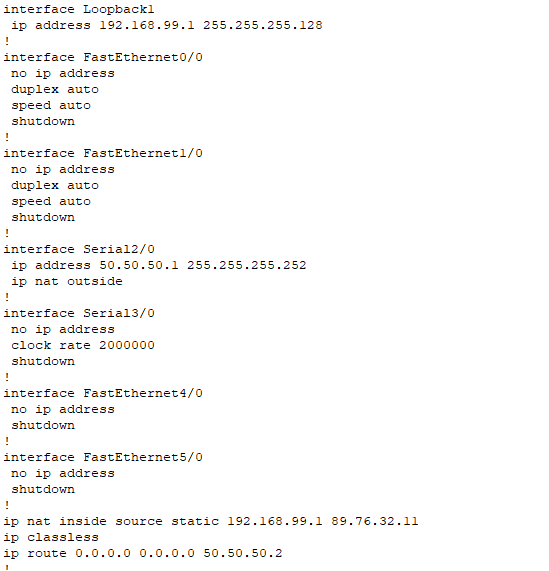 interface Loopback1
ip address 192.168.99.1 255.255.255.128
!
interface FastEthernet0/0
no ip address
duplex auto
speed auto
shutdown
!
interface FastEthernet1/0
no ip address
duplex auto
speed auto
shutdown
!
interface Serial2/0
ip address 50.50.50.1 255.255.255.252
ip nat outside
!
interface Serial3/0
no ip address
clock rate 2000000
shutdown
!
interface FastEthernet4/0
no ip address
shutdown
!
interface FastEthernet5/0
no ip address
shutdown
!
ip nat inside source static 192.168.99.1 89.76.32.11
ip classless
ip route 0.0.0.0 0.0.0.0 50.50.50.2
!